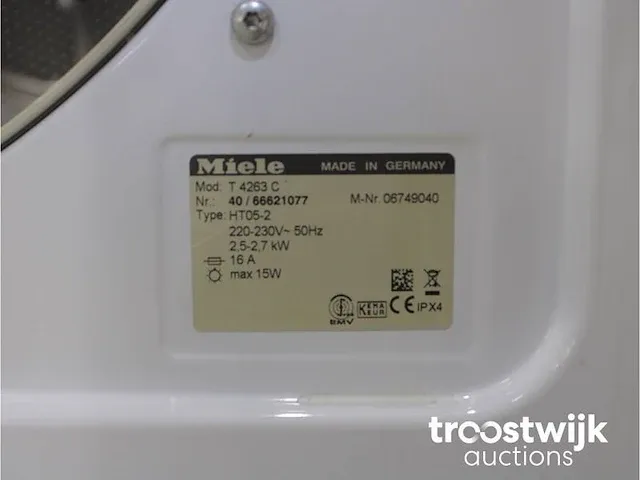 Miele MADE IN GERMANY
Mod: T 4263 C
Nr.: 40 / 66621077 M-Nr. 06749040
Type: HT05-2
220-230V~ 50Hz
2,5-2,7 kW
16 A
max 15W
BMV KEMA KEUR CE IPX4
troostwijk
auctions